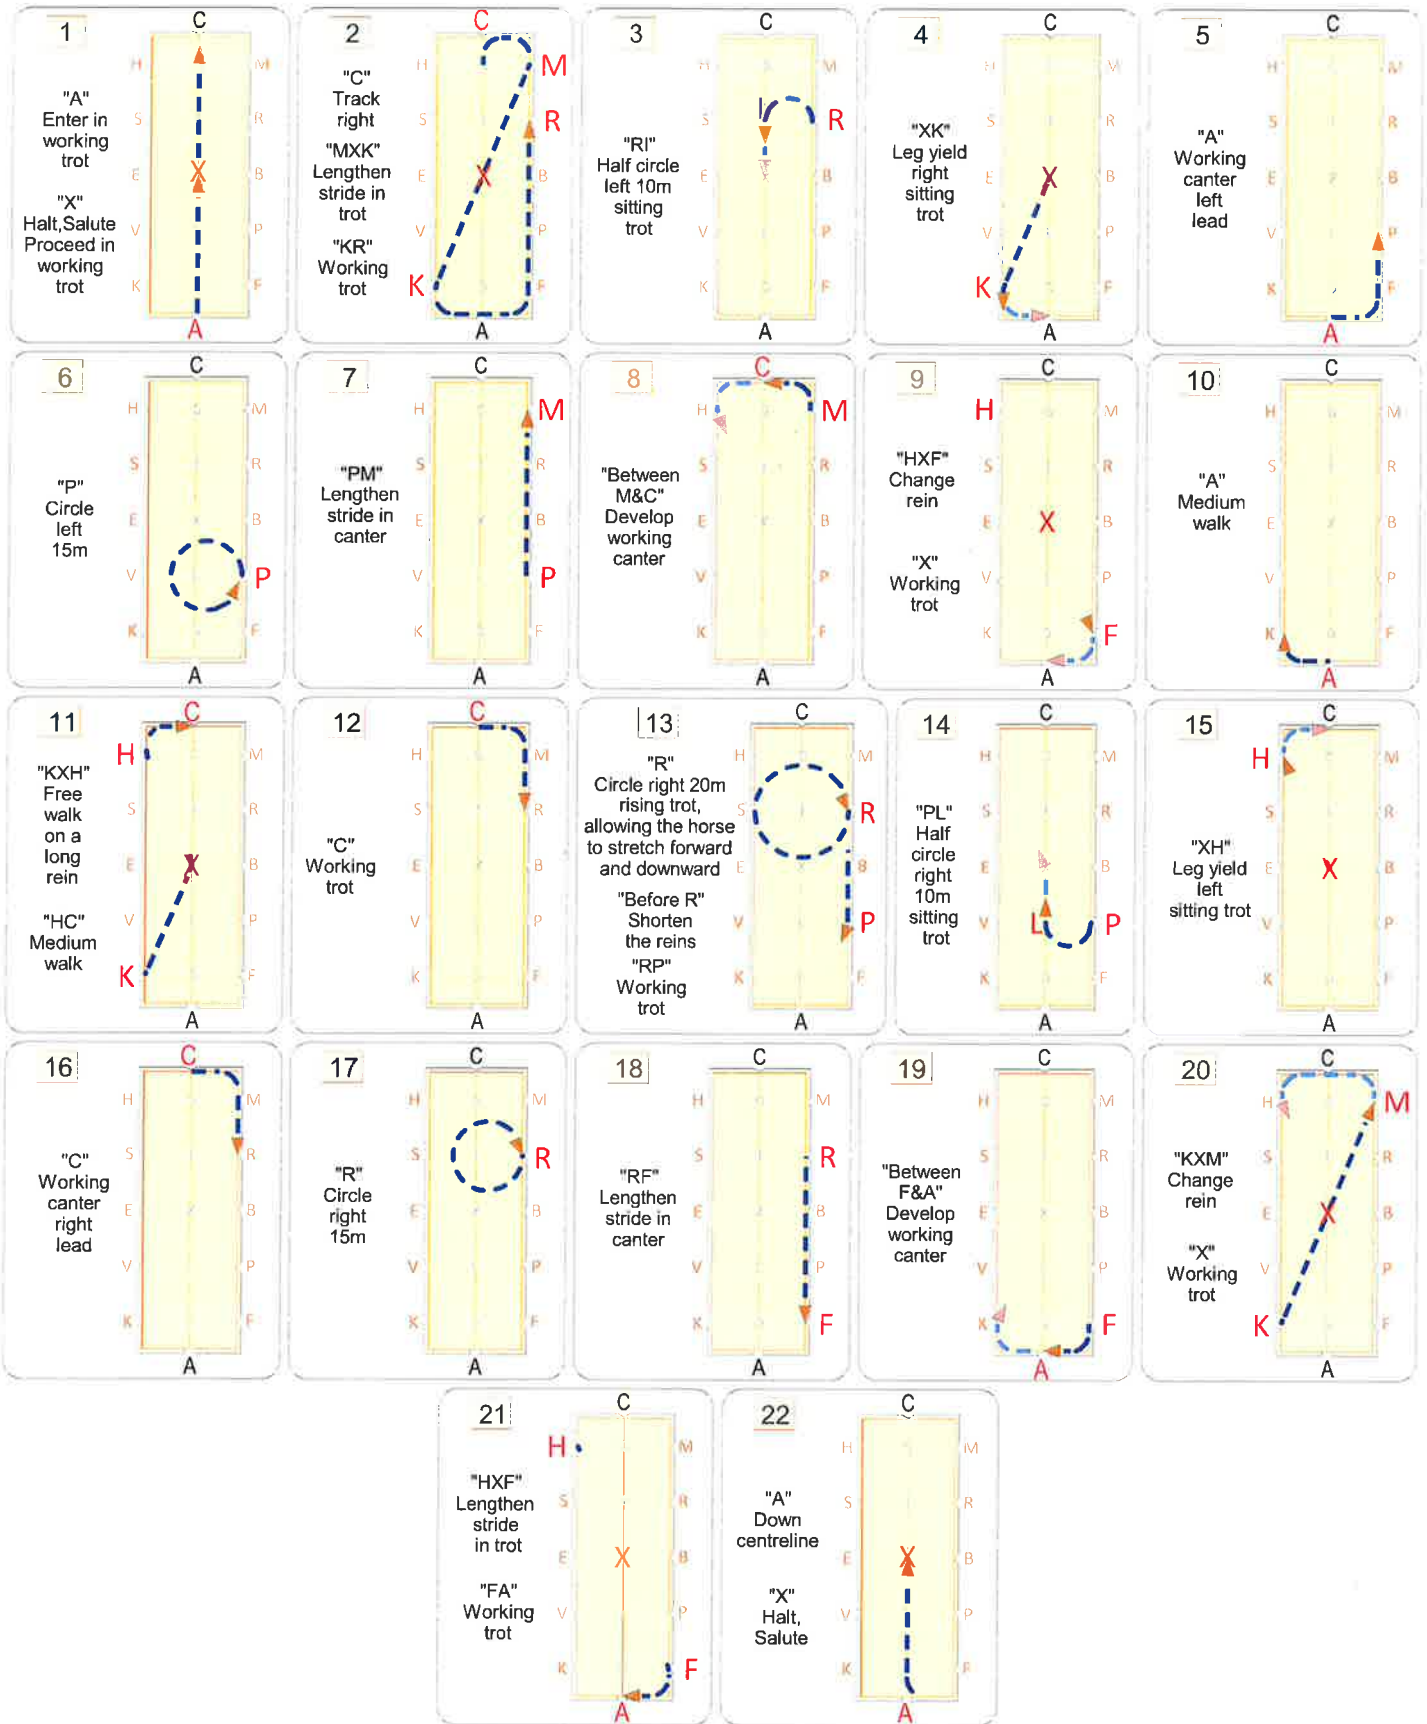 1
"A"
Enter in
working
trot
"X"
Halt,Salute
Proceed in
working
trot
C
H M
S R
X
E B
V P
K F
A
2
"C"
Track
right
"MXK"
Lengthen
stride in
trot
"KR"
Working
trot
C
H M
S R
X
E B
V P
K F
A
3
"RI"
Half circle
left 10m
sitting
trot
C
H M
S I R
E B
V P
K F
A
4
"XK"
Leg yield
right
sitting
trot
C
H M
S R
X
E B
V P
K F
A
5
"A"
Working
canter
left
lead
C
H M
S R
E B
V P
K F
A
6
"P"
Circle
left
15m
C
H M
S R
E B
V P
K F
A
7
"PM"
Lengthen
stride in
canter
C
H M
S R
E B
V P
K F
A
8
"Between
M&C"
Develop
working
canter
C
H M
S R
E B
V P
K F
A
9
"HXF"
Change
rein
"X"
Working
trot
C
H M
S R
E X B
V P
K F
A
10
"A"
Medium
walk
C
H M
S R
E B
V P
K F
A
11
"KXH"
Free
walk
on a
long
rein
"HC"
Medium
walk
C
H M
S R
E X B
V P
K F
A
12
"C"
Working
trot
C
H M
S R
E B
V P
K F
A
13
"R"
Circle right 20m
rising trot,
allowing the horse
to stretch forward
and downward
"Before R"
Shorten
the reins
"RP"
Working
trot
C
H M
S R
E B
V P
K F
A
14
"PL"
Half
circle
right
10m
sitting
trot
C
H M
S R
E B
V L P
K F
A
15
"XH"
Leg yield
left
sitting trot
C
H M
S R
E X B
V P
K F
A
16
"C"
Working
canter
right
lead
C
H M
S R
E B
V P
K F
A
17
"R"
Circle
right
15m
C
H M
S R
E B
V P
K F
A
18
"RF"
Lengthen
stride in
canter
C
H M
S R
E B
V P
K F
A
19
"Between
F&A"
Develop
working
canter
C
H M
S R
E B
V P
K F
A
20
"KXM"
Change
rein
"X"
Working
trot
C
H M
S R
E X B
V P
K F
A
21
"HXF"
Lengthen
stride
in trot
"FA"
Working
trot
C
H M
S R
E X B
V P
K F
A
22
"A"
Down
centreline
"X"
Halt,
Salute
C
H M
S R
E X B
V P
K F
A